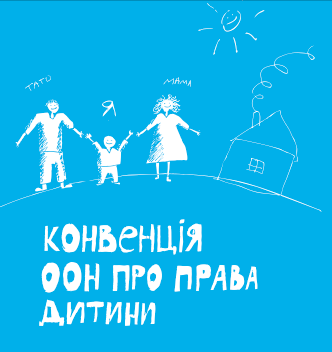 ТАТО
Я
МАМА
КОНВЕНЦІЯ
ООН ПРО ПРАВА
ДИТИНИ